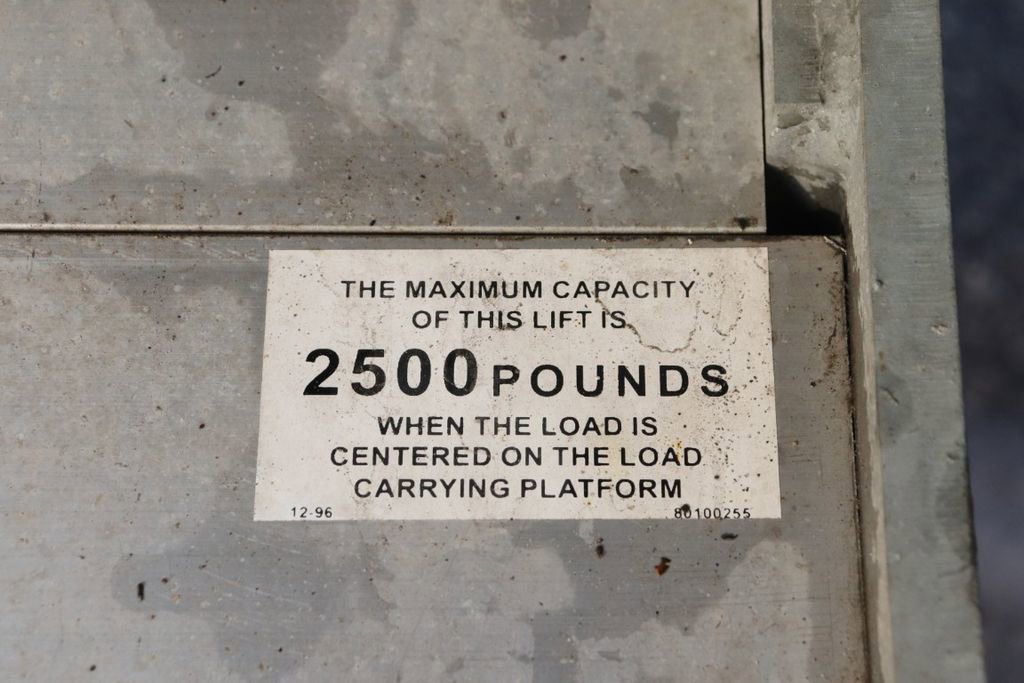 THE MAXIMUM CAPACITY
OF THIS LIFT IS
2500 POUNDS
WHEN THE LOAD IS
CENTERED ON THE LOAD
CARRYING PLATFORM
12-96 80100255